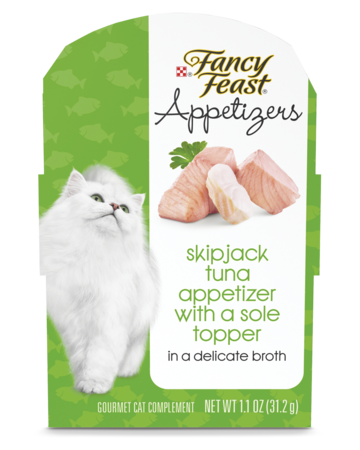 Fancy
Feast®
Appetizers
skipjack
tuna
appetizer
with a sole
topper
in a delicate broth
GOURMET CAT COMPLEMENT NET WT 1.1 OZ (31.2 g)